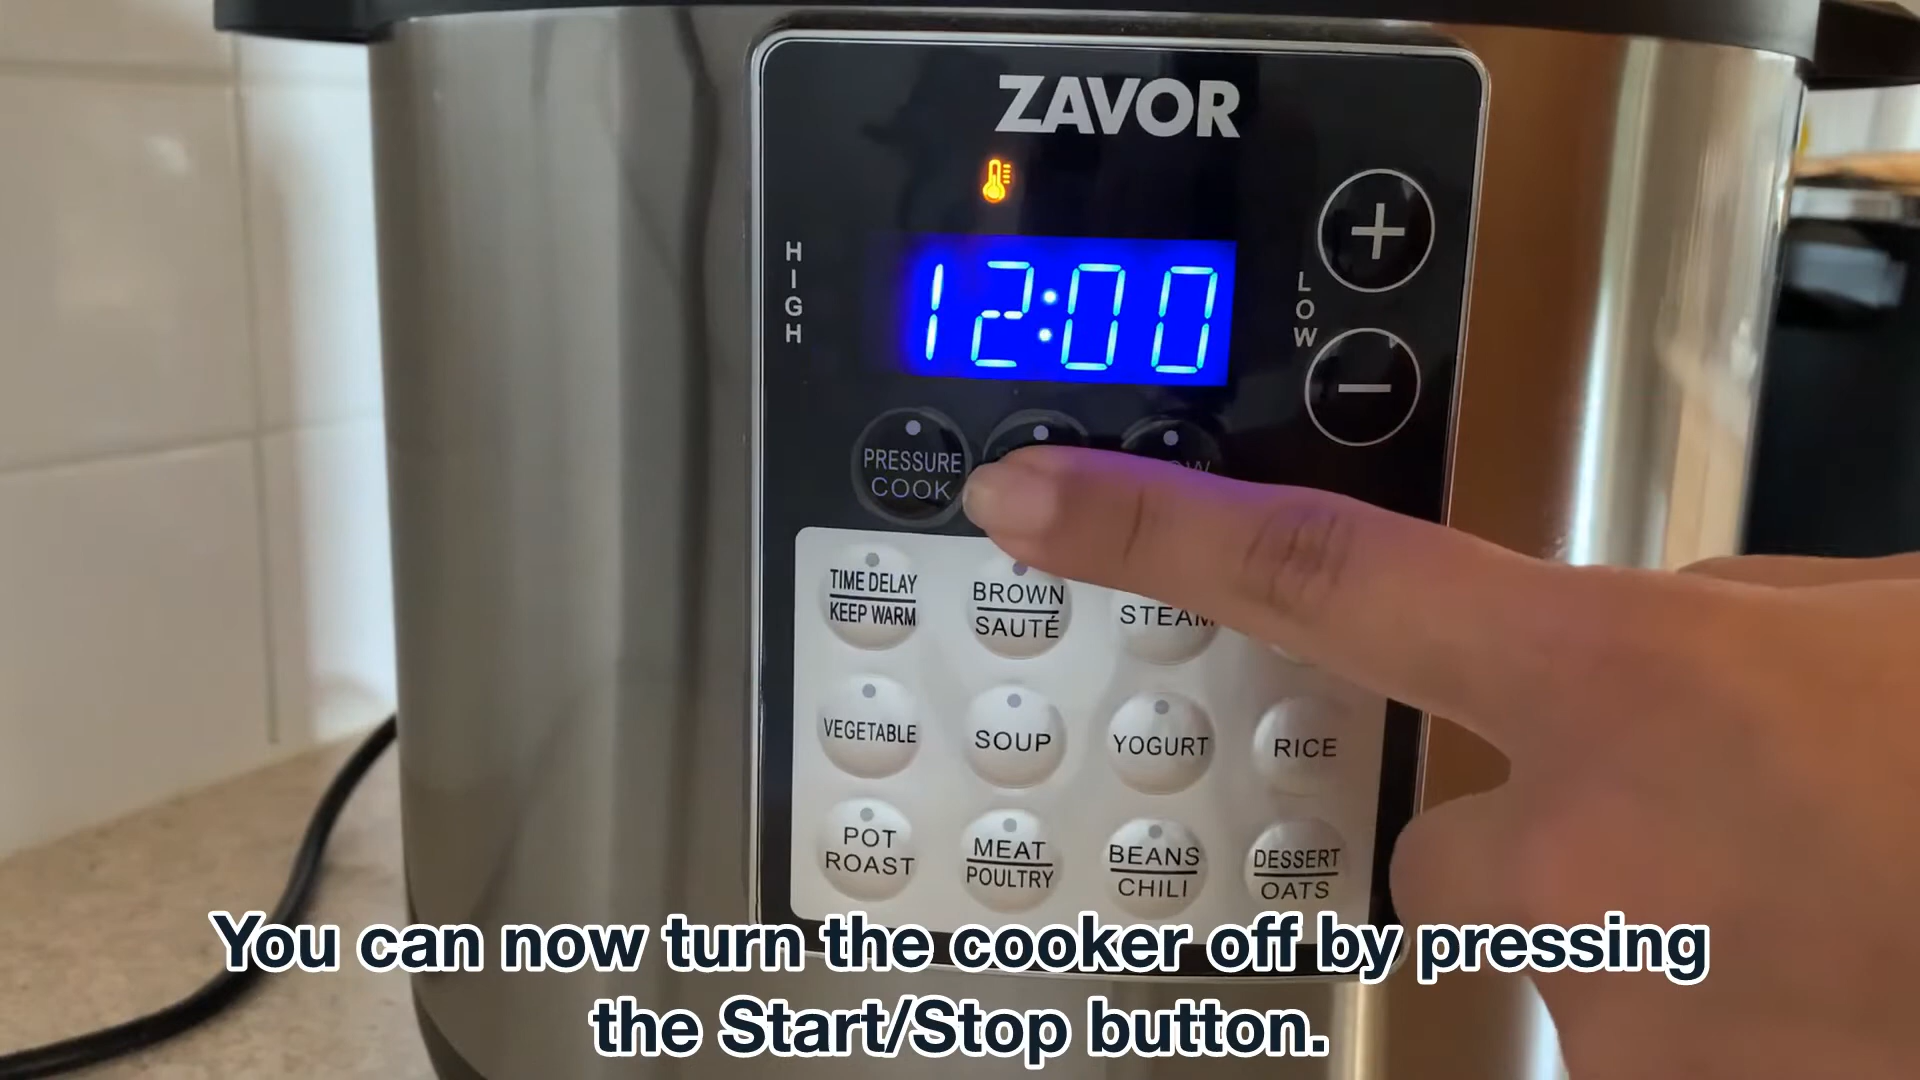 ZAVOR
HIGH
12:00
LOW
+
−
PRESSURE
COOK
TIME DELAY
KEEP WARM
BROWN
SAUTÉ
STEAM
VEGETABLE
SOUP
YOGURT
RICE
POT
ROAST
MEAT
POULTRY
BEANS
CHILI
DESSERT
OATS
You can now turn the cooker off by pressing
the Start/Stop button.